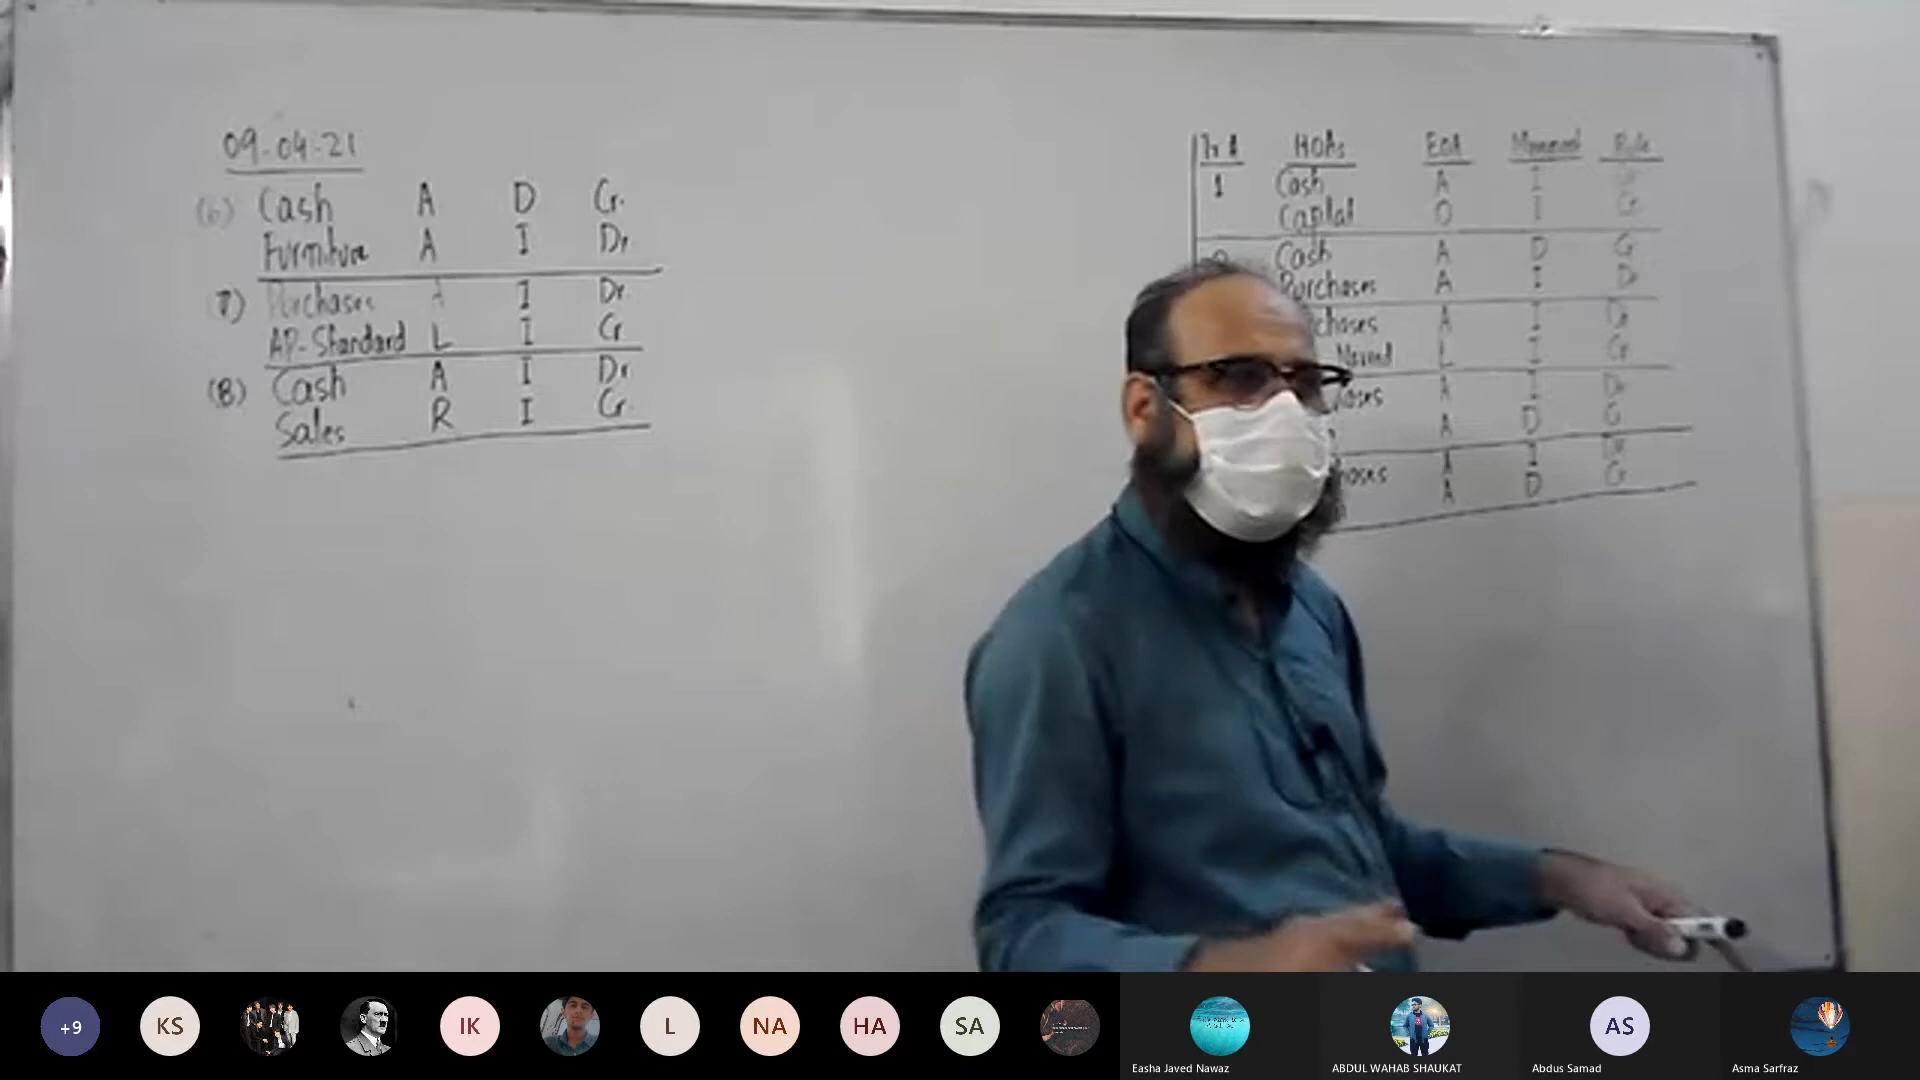 09-04-21
(6) Cash A D Cr.
Furniture A I Dr
(7) Purchases A I Dr.
AP-Standard L I Cr
(8) Cash A I Dr
Sales R I Cr
Tr # HOAs EOA Movement Rule
1 Cash A I
Capital O I Cr
Cash A D Cr
Purchases A I Dr
chases A I Dr
L I Cr
A I Dr
A D Cr
A I Dr
A D Cr
+9 KS IK L NA HA SA AS
Easha Javed Nawaz ABDUL WAHAB SHAUKAT Abdus Samad Asma Sarfraz